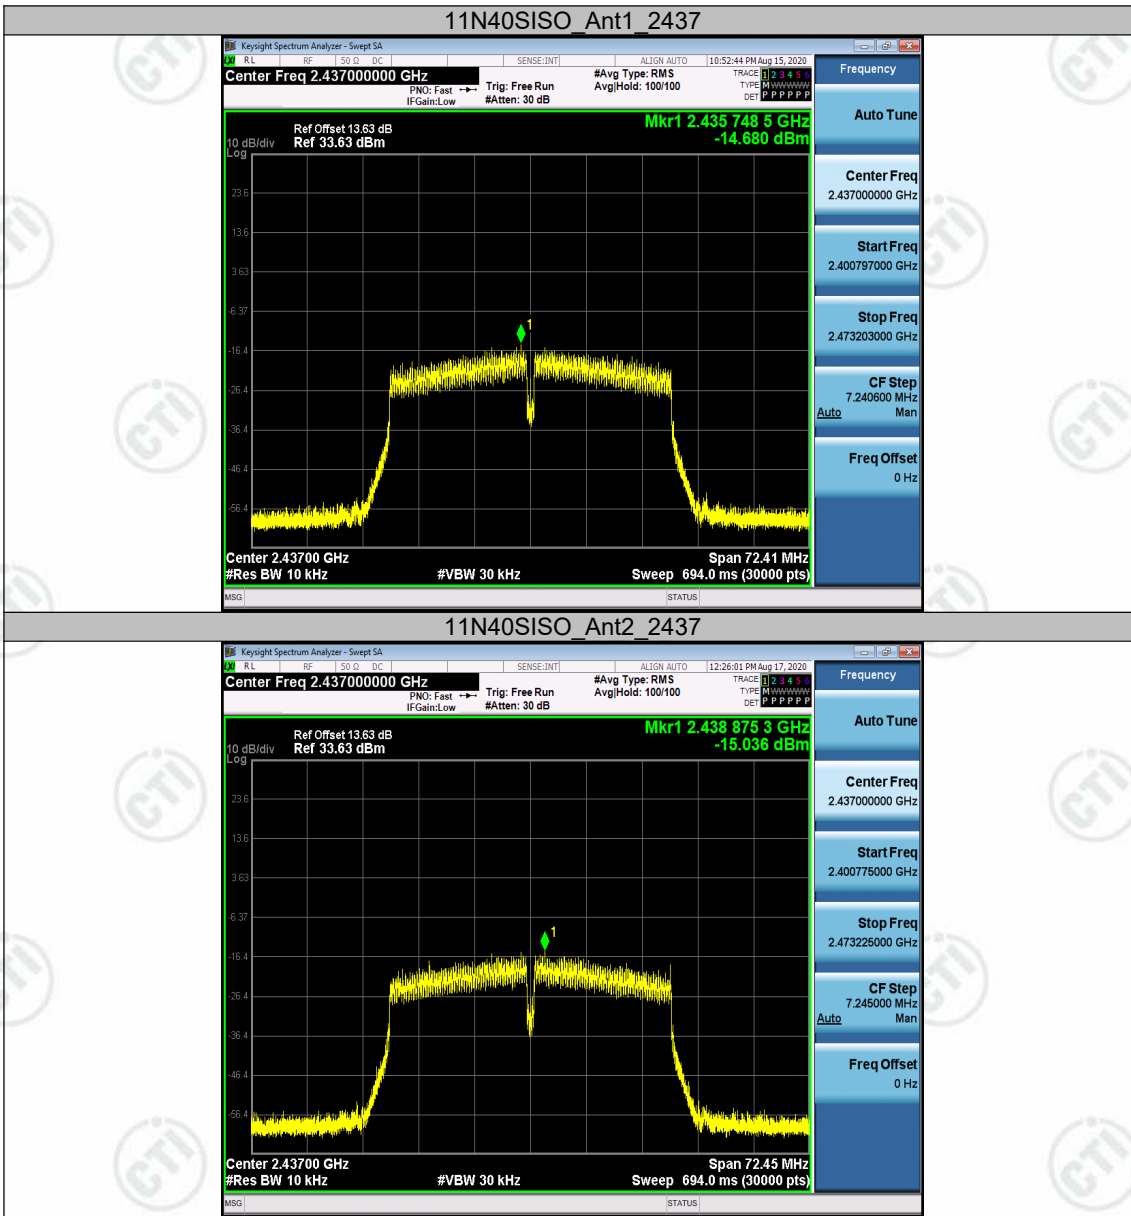 11N40SISO_Ant1_2437
Keysight Spectrum Analyzer - Swept SA
LXI RL RF 50 Ω DC SENSE:INT ALIGN AUTO 10:52:44 PM Aug 15, 2020
Center Freq 2.437000000 GHz
#Avg Type: RMS
TRACE 1 2 3 4 5 6
PNO: Fast
Trig: Free Run
Avg|Hold: 100/100
TYPE M W W W W W
IFGain:Low
#Atten: 30 dB
DET P P P P P P
Mkr1 2.435 748 5 GHz
-14.680 dBm
Ref Offset 13.63 dB
10 dB/div Ref 33.63 dBm
Log
23.6
13.6
3.63
-6.37
-16.4
-26.4
-36.4
-46.4
-56.4
1
Center 2.43700 GHz Span 72.41 MHz
#Res BW 10 kHz #VBW 30 kHz Sweep 694.0 ms (30000 pts)
MSG STATUS
Frequency
Auto Tune
Center Freq
2.437000000 GHz
Start Freq
2.400797000 GHz
Stop Freq
2.473203000 GHz
CF Step
7.240600 MHz
Auto Man
Freq Offset
0 Hz
11N40SISO_Ant2_2437
Keysight Spectrum Analyzer - Swept SA
LXI RL RF 50 Ω DC SENSE:INT ALIGN AUTO 12:26:01 PM Aug 17, 2020
Center Freq 2.437000000 GHz
#Avg Type: RMS
TRACE 1 2 3 4 5 6
PNO: Fast
Trig: Free Run
Avg|Hold: 100/100
TYPE M W W W W W
IFGain:Low
#Atten: 30 dB
DET P P P P P P
Mkr1 2.438 875 3 GHz
-15.036 dBm
Ref Offset 13.63 dB
10 dB/div Ref 33.63 dBm
Log
23.6
13.6
3.63
-6.37
-16.4
-26.4
-36.4
-46.4
-56.4
1
Center 2.43700 GHz Span 72.45 MHz
#Res BW 10 kHz #VBW 30 kHz Sweep 694.0 ms (30000 pts)
MSG STATUS
Frequency
Auto Tune
Center Freq
2.437000000 GHz
Start Freq
2.400775000 GHz
Stop Freq
2.473225000 GHz
CF Step
7.245000 MHz
Auto Man
Freq Offset
0 Hz
CTI
CTI
CTI
CTI
CTI
CTI
CTI
CTI